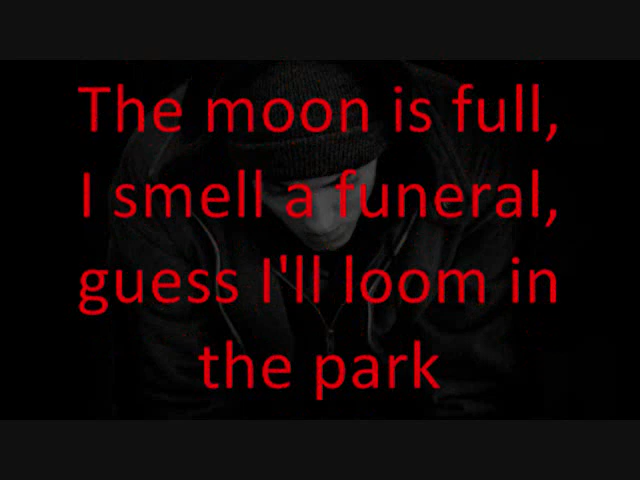 The moon is full,
I smell a funeral,
guess I'll loom in
the park